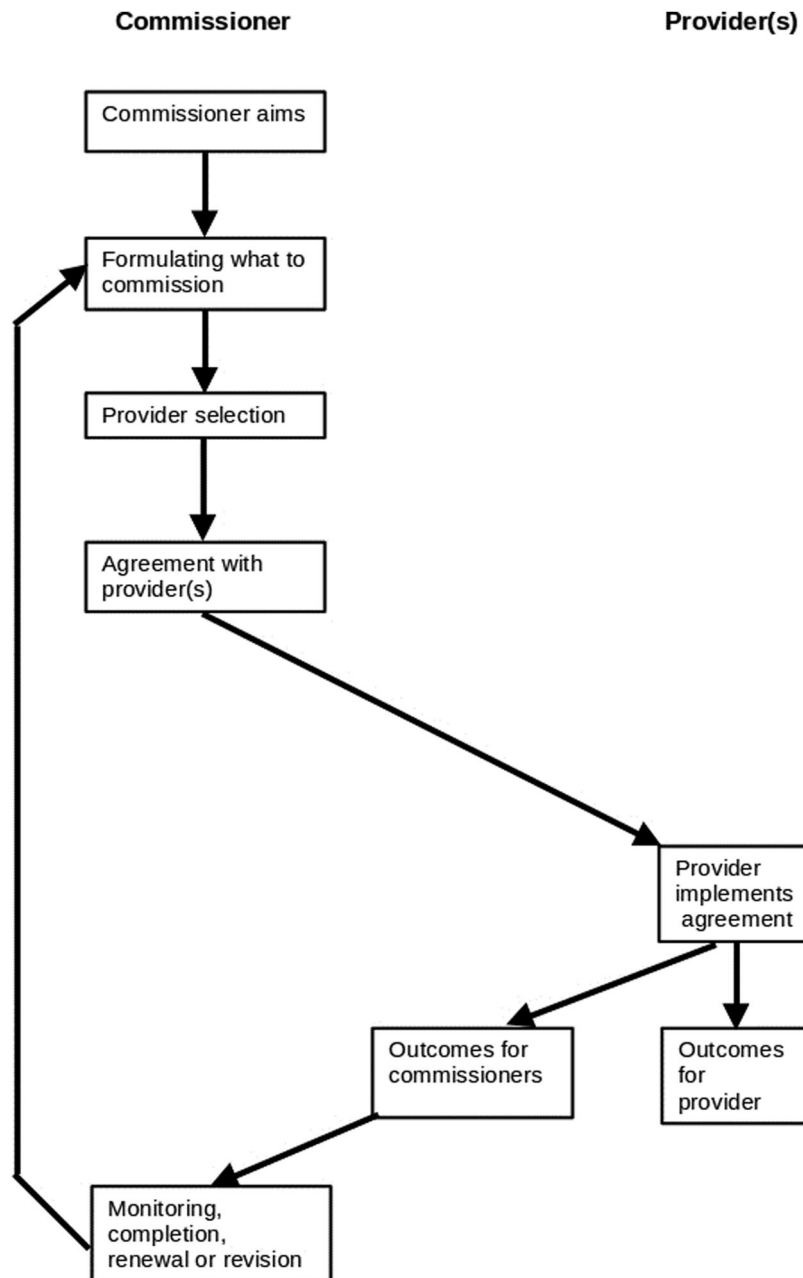 Commissioner
Provider(s)
Commissioner aims
Formulating what to
commission
Provider selection
Agreement with
provider(s)
Provider
implements
agreement
Outcomes for
commissioners
Outcomes
for
provider
Monitoring,
completion,
renewal or revision